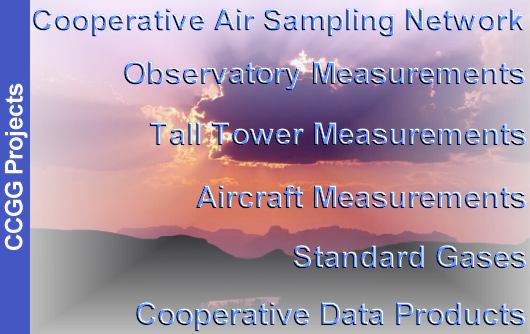 CCGG Projects
Cooperative Air Sampling Network
Observatory Measurements
Tall Tower Measurements
Aircraft Measurements
Standard Gases
Cooperative Data Products